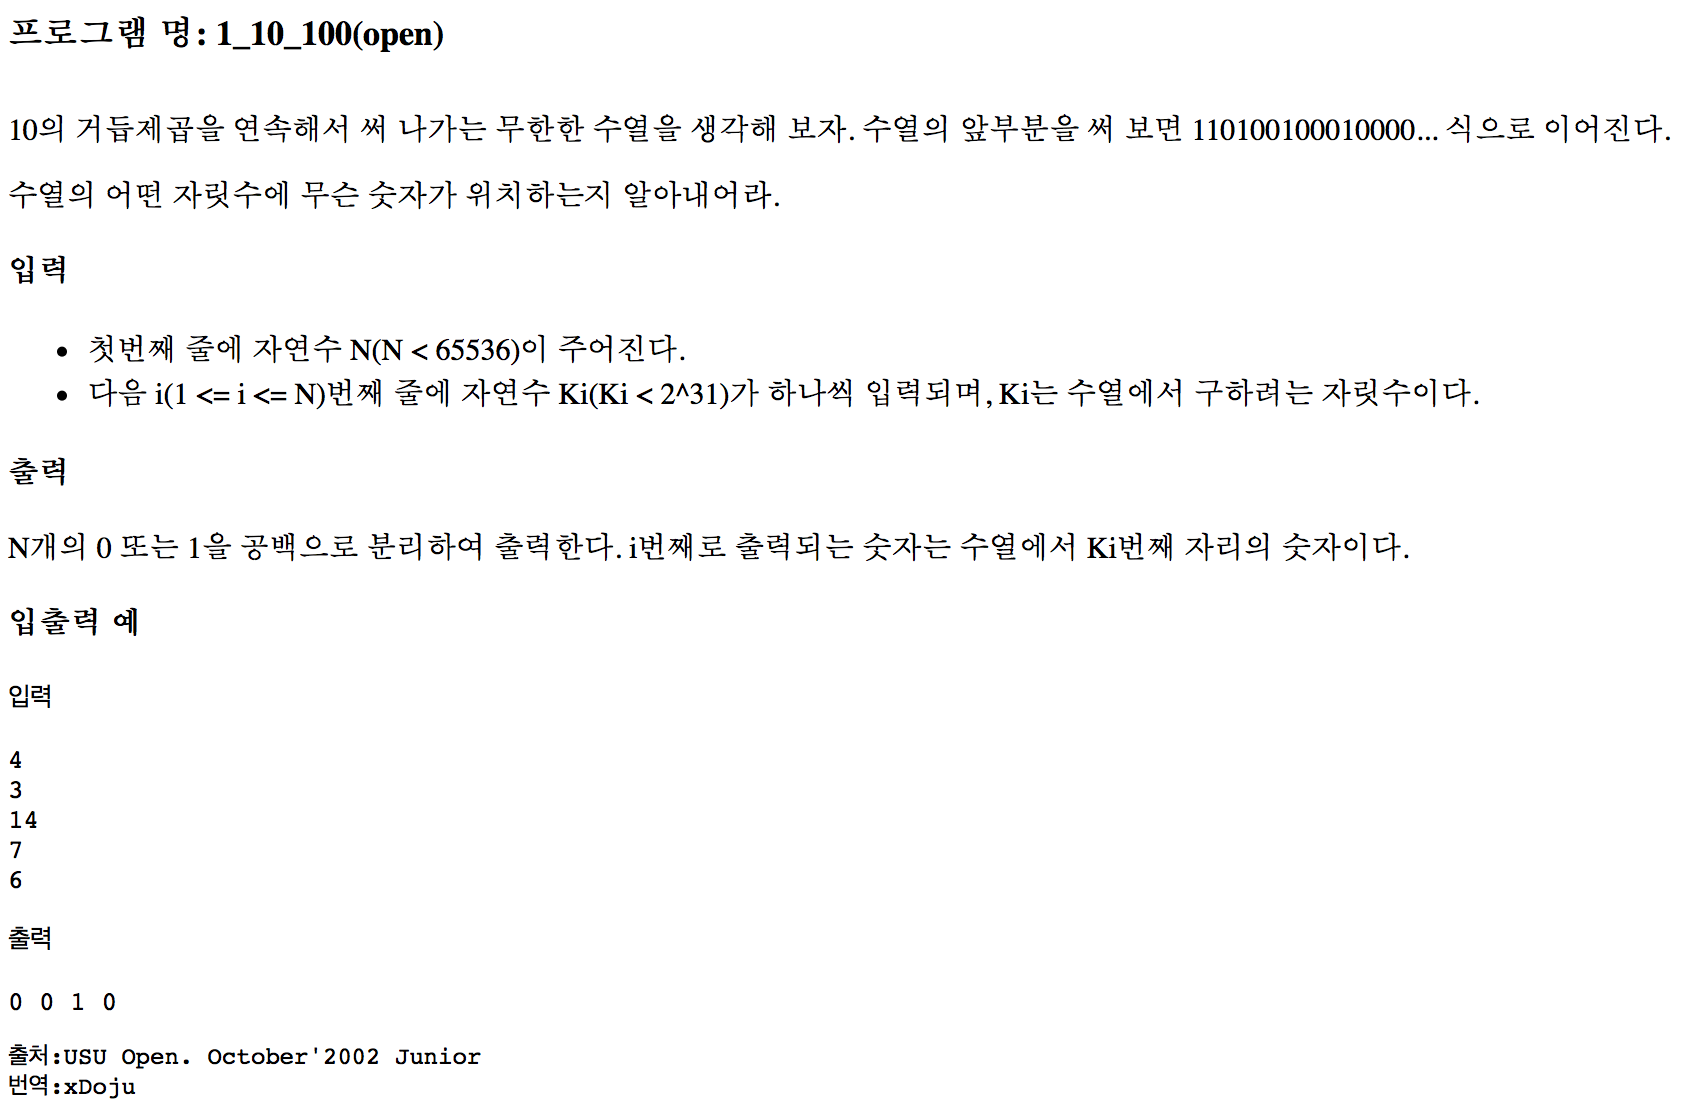 프로그램 명: 1_10_100(open)
10의 거듭제곱을 연속해서 써 나가는 무한한 수열을 생각해 보자. 수열의 앞부분을 써 보면 110100100010000... 식으로 이어진다.
수열의 어떤 자릿수에 무슨 숫자가 위치하는지 알아내어라.
입력
• 첫번째 줄에 자연수 N(N < 65536)이 주어진다.
• 다음 i(1 <= i <= N)번째 줄에 자연수 Ki(Ki < 2^31)가 하나씩 입력되며, Ki는 수열에서 구하려는 자릿수이다.
출력
N개의 0 또는 1을 공백으로 분리하여 출력한다. i번째로 출력되는 숫자는 수열에서 Ki번째 자리의 숫자이다.
입출력 예
입력
4
3
14
7
6
출력
0 0 1 0
출처:USU Open. October'2002 Junior
번역:xDoju